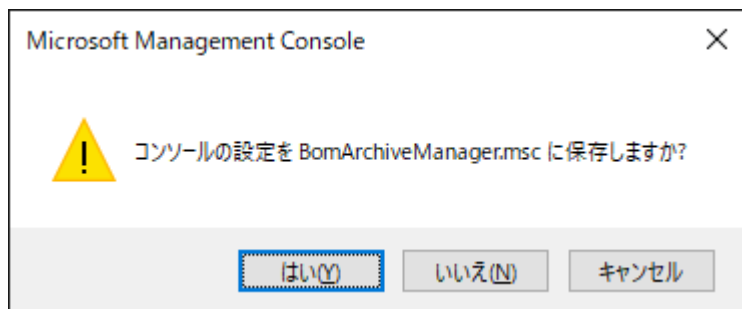 Microsoft Management Console
コンソールの設定を BomArchiveManager.msc に保存しますか?
はい(Y)
いいえ(N)
キャンセル